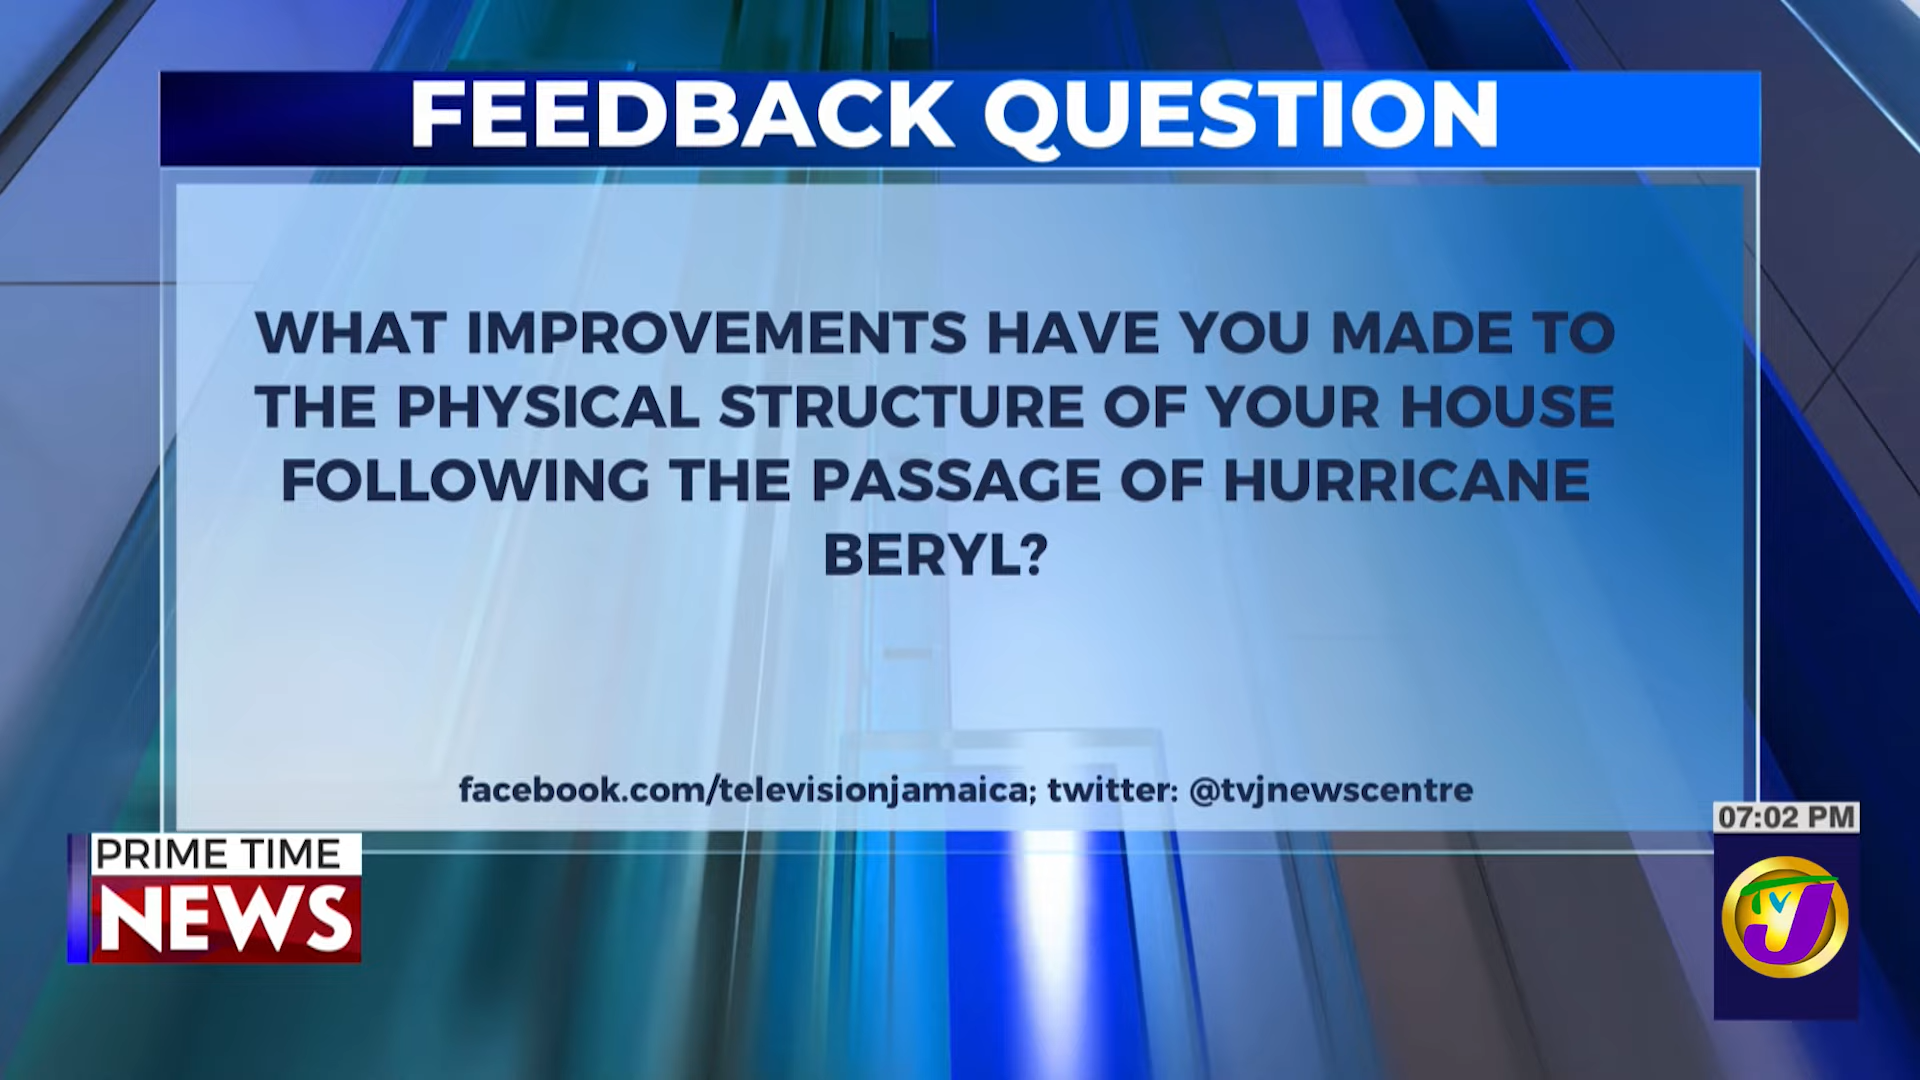 FEEDBACK QUESTION
WHAT IMPROVEMENTS HAVE YOU MADE TO
THE PHYSICAL STRUCTURE OF YOUR HOUSE
FOLLOWING THE PASSAGE OF HURRICANE
BERYL?
facebook.com/televisionjamaica; twitter: @tvjnewscentre
07:02 PM
PRIME TIME
NEWS
TVJ